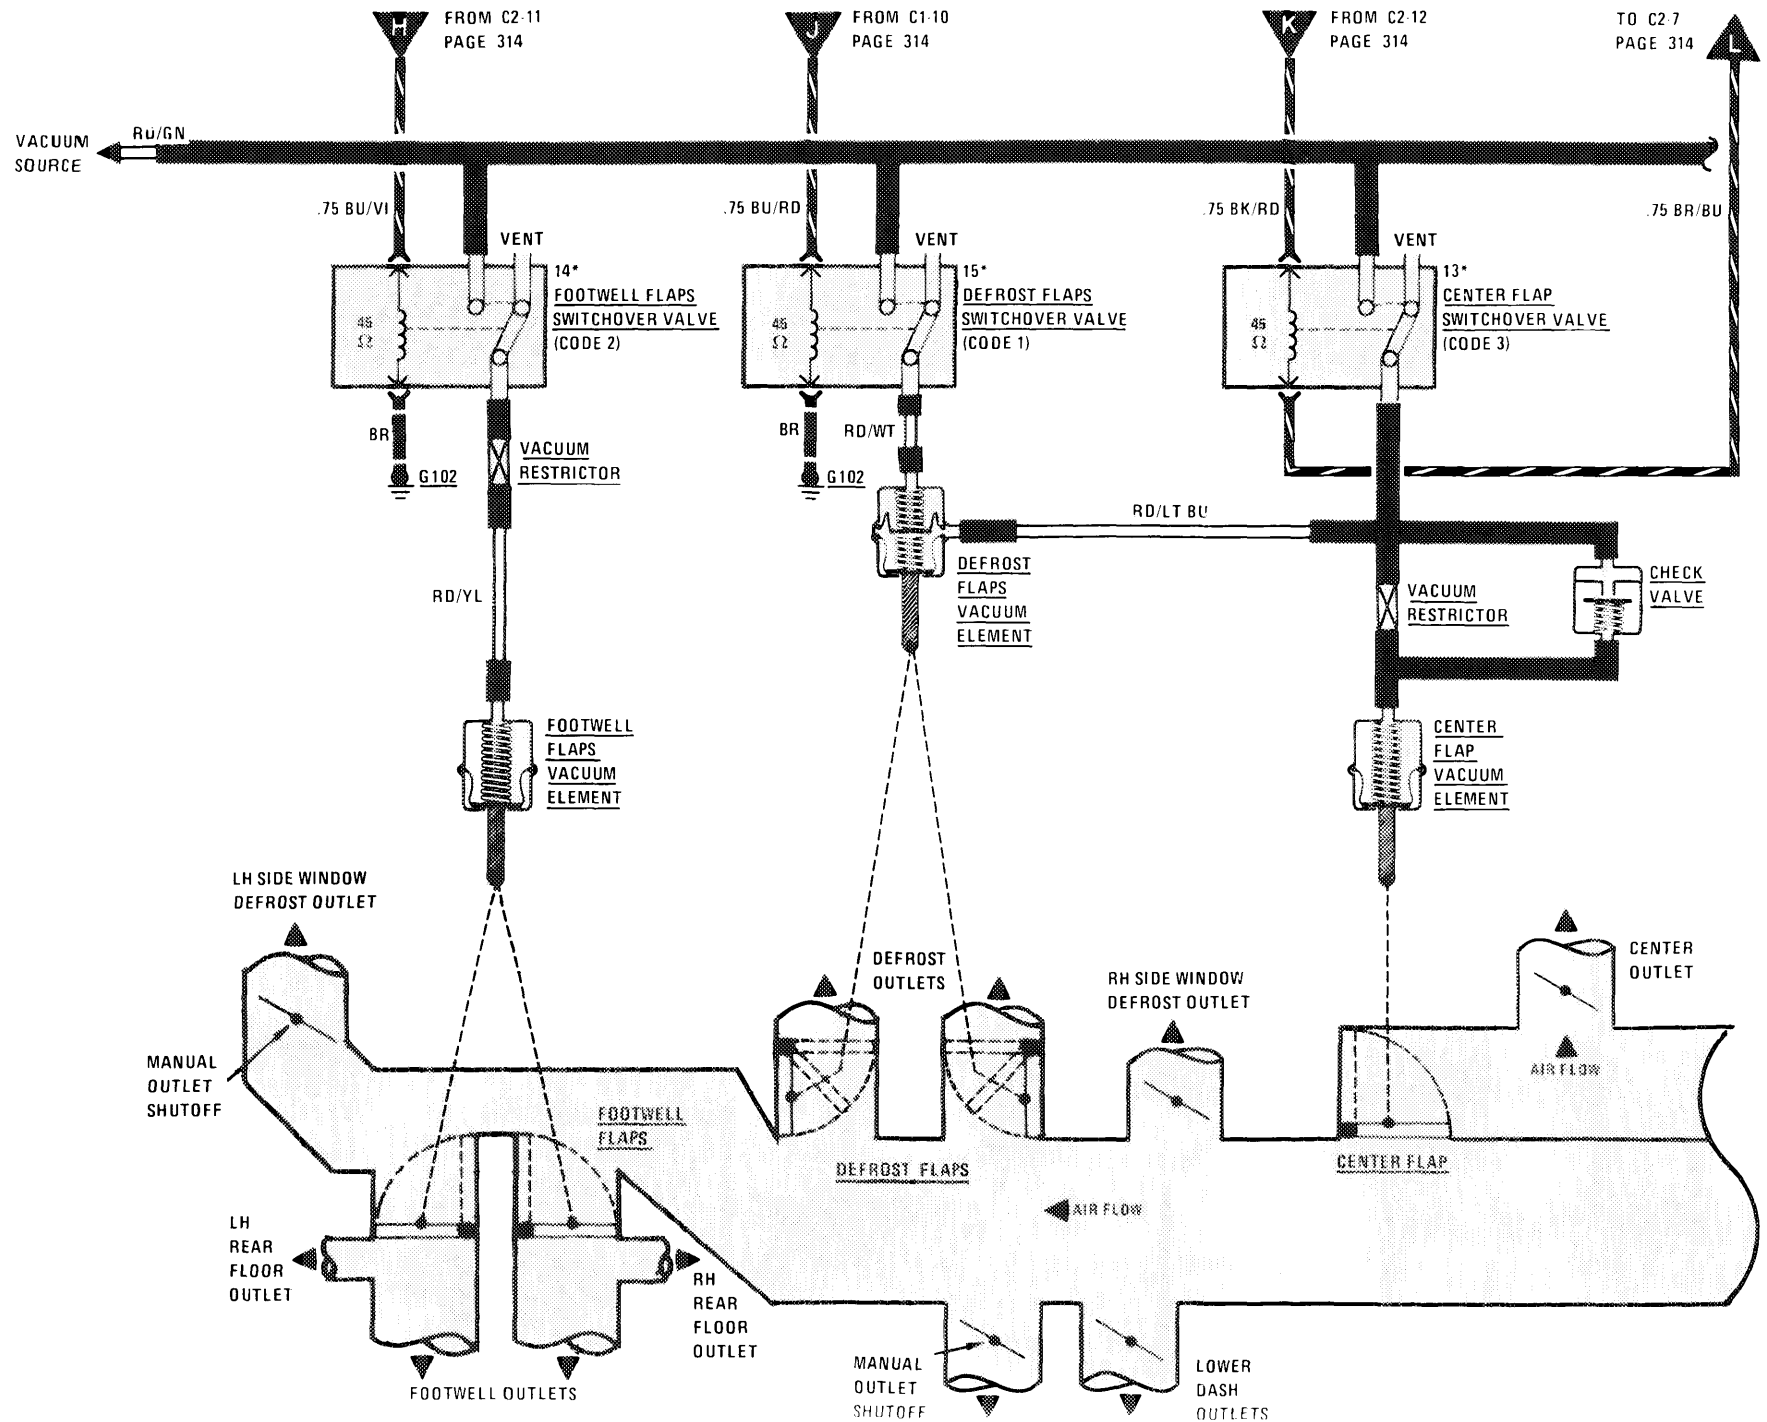 H
FROM C2-11
PAGE 314
J
FROM C1-10
PAGE 314
K
FROM C2-12
PAGE 314
TO C2-7
PAGE 314
L
VACUUM
SOURCE
RD/GN
.75 BU/VI
.75 BU/RD
.75 BK/RD
.75 BR/BU
VENT
VENT
VENT
14*
FOOTWELL FLAPS
SWITCHOVER VALVE
(CODE 2)
15*
DEFROST FLAPS
SWITCHOVER VALVE
(CODE 1)
13*
CENTER FLAP
SWITCHOVER VALVE
(CODE 3)
45
Ω
45
Ω
45
Ω
BR
G102
VACUUM
RESTRICTOR
BR
RD/WT
G102
RD/LT BU
DEFROST
FLAPS
VACUUM
ELEMENT
VACUUM
RESTRICTOR
CHECK
VALVE
RD/YL
FOOTWELL
FLAPS
VACUUM
ELEMENT
CENTER
FLAP
VACUUM
ELEMENT
LH SIDE WINDOW
DEFROST OUTLET
DEFROST
OUTLETS
RH SIDE WINDOW
DEFROST OUTLET
CENTER
OUTLET
MANUAL
OUTLET
SHUTOFF
AIR FLOW
FOOTWELL
FLAPS
DEFROST FLAPS
CENTER FLAP
AIR FLOW
LH
REAR
FLOOR
OUTLET
RH
REAR
FLOOR
OUTLET
FOOTWELL OUTLETS
MANUAL
OUTLET
SHUTOFF
LOWER
DASH
OUTLETS